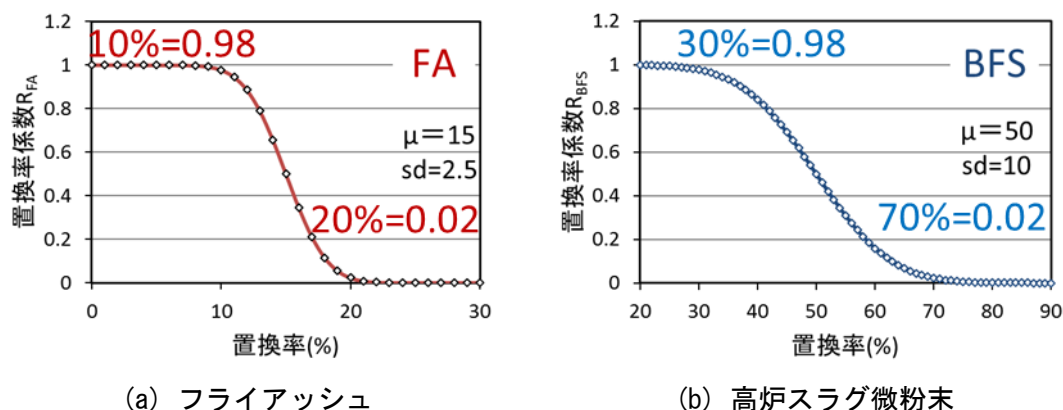 10%=0.98
FA
μ=15
sd=2.5
20%=0.02
置換率係数RFA
1.2
1
0.8
0.6
0.4
0.2
0
0 10 20 30
置換率(%)
(a) フライアッシュ
30%=0.98
BFS
μ=50
sd=10
70%=0.02
置換率係数RBFS
1.2
1
0.8
0.6
0.4
0.2
0
20 30 40 50 60 70 80 90
置換率(%)
(b) 高炉スラグ微粉末